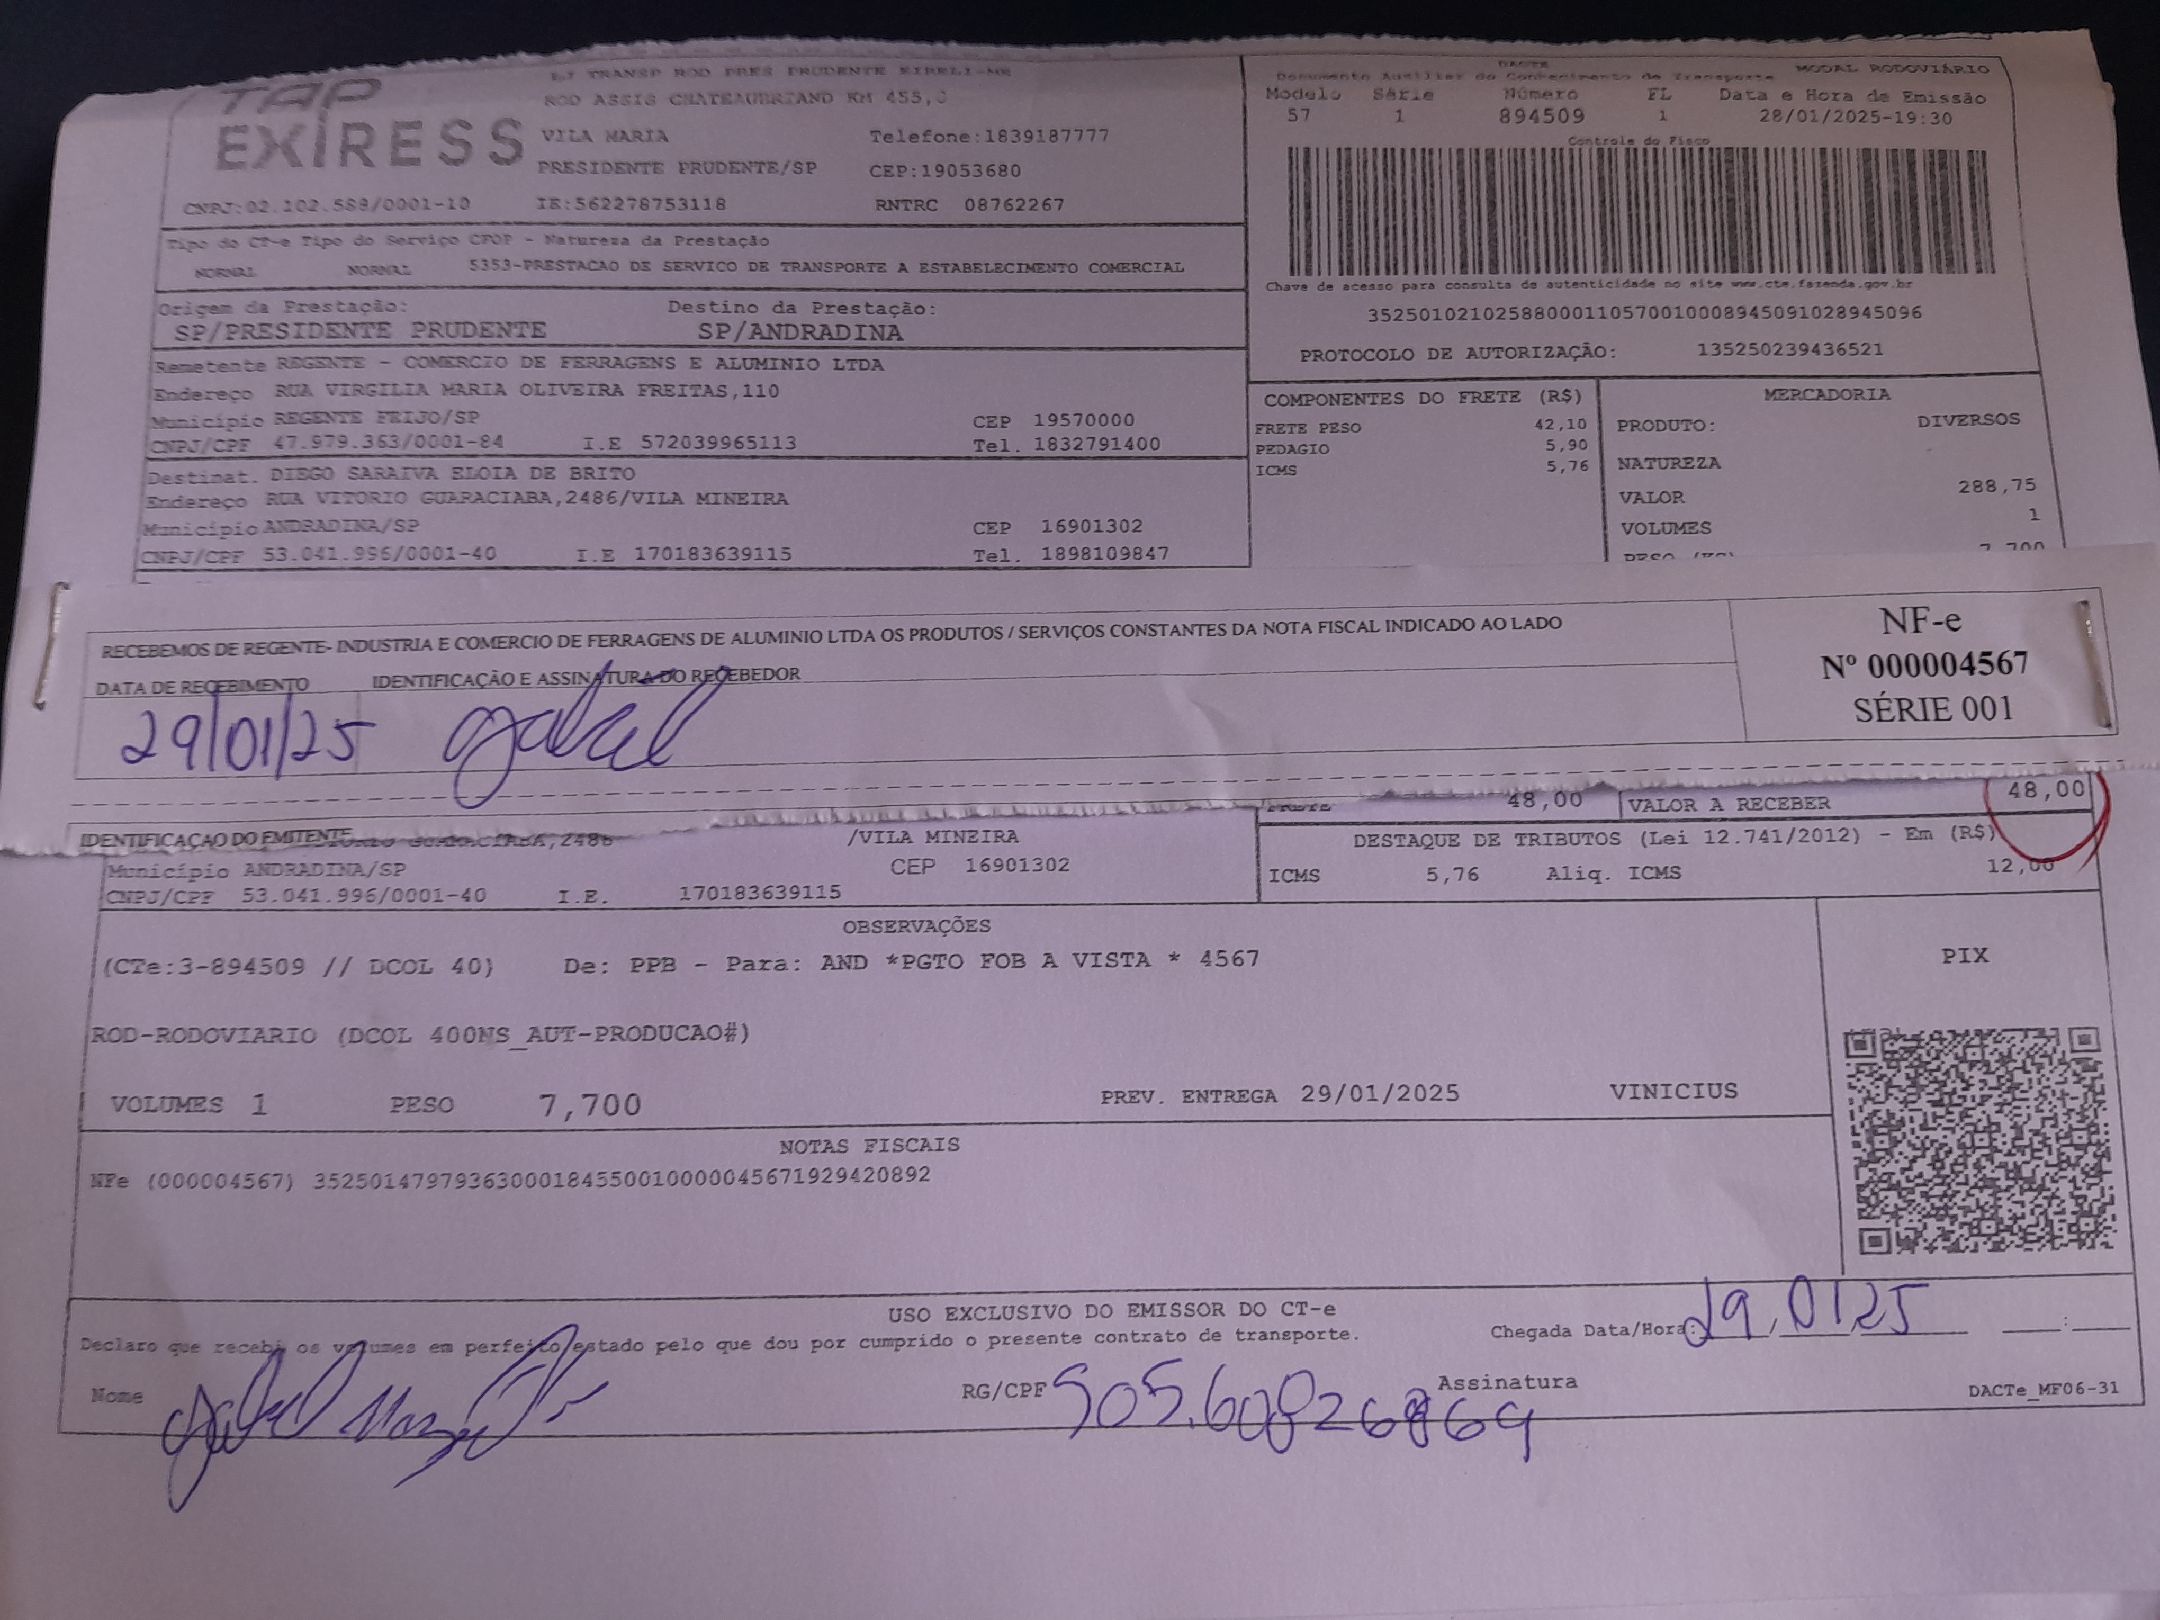 TAP
EXPRESS
LJ TRANSP ROD PRES PRUDENTE EIRELI-ME
ROD ASSIS CHATEAUBRIAND KM 455,0
VILA MARIA Telefone:1839187777
PRESIDENTE PRUDENTE/SP CEP:19053680
CNPJ:02.102.588/0001-10 IE:562278753118 RNTRC 08762267
DACTE
Documento Auxiliar do Conhecimento de Transporte MODAL RODOVIÁRIO
Modelo Série Número FL Data e Hora de Emissão
57 1 894509 1 28/01/2025-19:30
Controle do Fisco
Chave de acesso para consulta de autenticidade no site www.cte.fazenda.gov.br
35250102102588000110570010008945091028945096
PROTOCOLO DE AUTORIZAÇÃO: 135250239436521
Tipo do CT-e Tipo do Serviço CFOP - Natureza da Prestação
NORMAL NORMAL 5353-PRESTACAO DE SERVICO DE TRANSPORTE A ESTABELECIMENTO COMERCIAL
Origem da Prestação: Destino da Prestação:
SP/PRESIDENTE PRUDENTE SP/ANDRADINA
Remetente REGENTE - COMERCIO DE FERRAGENS E ALUMINIO LTDA
Endereço RUA VIRGILIA MARIA OLIVEIRA FREITAS,110
Município REGENTE FEIJO/SP CEP 19570000
CNPJ/CPF 47.979.363/0001-84 I.E 572039965113 Tel. 1832791400
Destinat. DIEGO SARAIVA ELOIA DE BRITO
Endereço RUA VITORIO GUARACIABA,2486/VILA MINEIRA
Município ANDRADINA/SP CEP 16901302
CNPJ/CPF 53.041.996/0001-40 I.E 170183639115 Tel. 1898109847
COMPONENTES DO FRETE (R$)
FRETE PESO 42,10
PEDAGIO 5,90
ICMS 5,76
MERCADORIA
PRODUTO: DIVERSOS
NATUREZA
VALOR 288,75
VOLUMES 1
PESO (KG) 7,700
RECEBEMOS DE REGENTE- INDUSTRIA E COMERCIO DE FERRAGENS DE ALUMINIO LTDA OS PRODUTOS / SERVIÇOS CONSTANTES DA NOTA FISCAL INDICADO AO LADO
DATA DE RECEBIMENTO IDENTIFICAÇÃO E ASSINATURA DO RECEBEDOR
29/01/25 Gabriel
NF-e
Nº 000004567
SÉRIE 001
48,00 VALOR A RECEBER 48,00
IDENTIFICAÇÃO DO EMITENTE
,2486 /VILA MINEIRA
Município ANDRADINA/SP CEP 16901302
CNPJ/CPF 53.041.996/0001-40 I.E. 170183639115
DESTAQUE DE TRIBUTOS (Lei 12.741/2012) - Em (R$)
ICMS 5,76 Aliq. ICMS 12,00
OBSERVAÇÕES
(CTe:3-894509 // DCOL 40) De: PPB - Para: AND *PGTO FOB A VISTA * 4567
ROD-RODOVIARIO (DCOL 400NS_AUT-PRODUCAO#)
VOLUMES 1 PESO 7,700 PREV. ENTREGA 29/01/2025 VINICIUS
PIX
NOTAS FISCAIS
NFe (000004567) 35250147979363000184550010000045671929420892
USO EXCLUSIVO DO EMISSOR DO CT-e
Declaro que recebi os volumes em perfeito estado pelo que dou por cumprido o presente contrato de transporte. Chegada Data/Hora: 29,01,25 :
Nome Gabriel RG/CPF Assinatura
DACTe_MF06-31